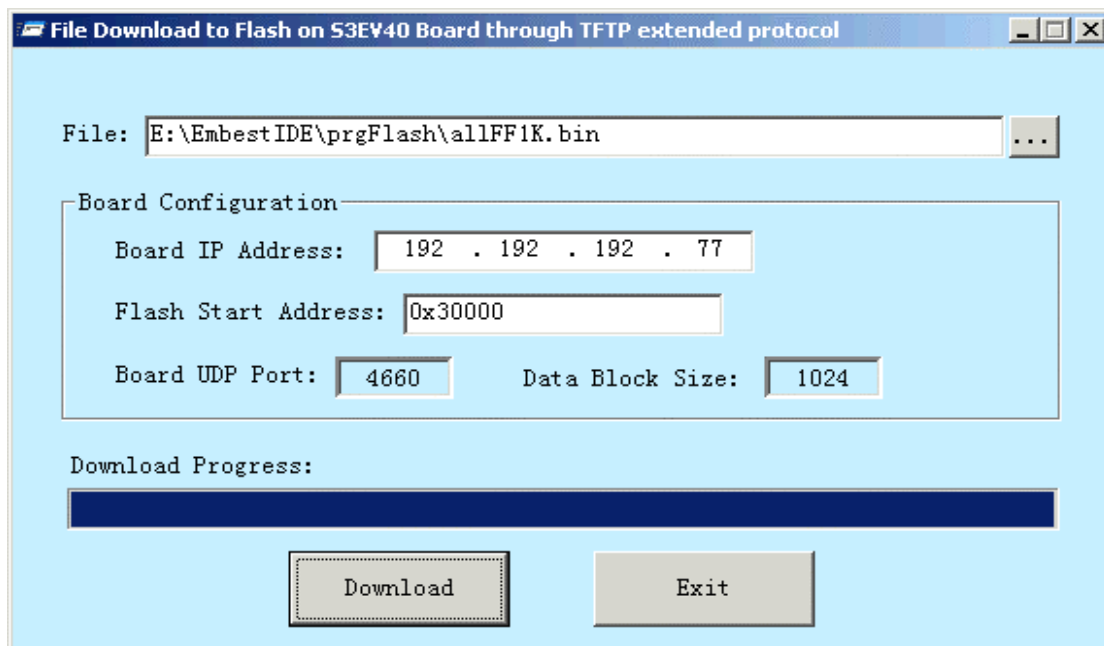 File Download to Flash on S3EV40 Board through TFTP extended protocol
File: E:\EmbestIDE\prgFlash\allFF1K.bin ...
Board Configuration
Board IP Address: 192 . 192 . 192 . 77
Flash Start Address: 0x30000
Board UDP Port: 4660 Data Block Size: 1024
Download Progress:
Download Exit